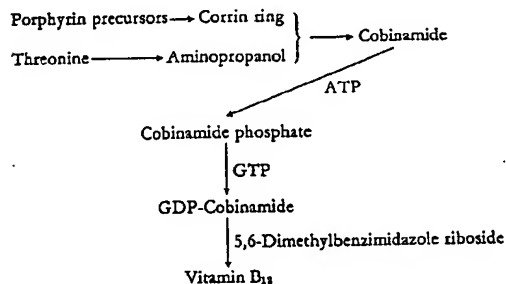 Porphyrin precursors → Corrin ring
Threonine → Aminopropanol
Cobinamide
ATP
Cobinamide phosphate
GTP
GDP-Cobinamide
5,6-Dimethylbenzimidazole riboside
Vitamin B₁₂